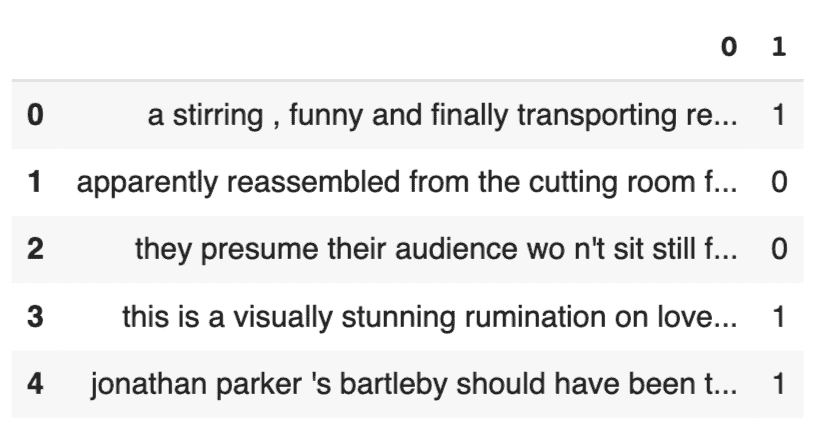 0 1
0 a stirring , funny and finally transporting re... 1
1 apparently reassembled from the cutting room f... 0
2 they presume their audience wo n't sit still f... 0
3 this is a visually stunning rumination on love... 1
4 jonathan parker 's bartleby should have been t... 1